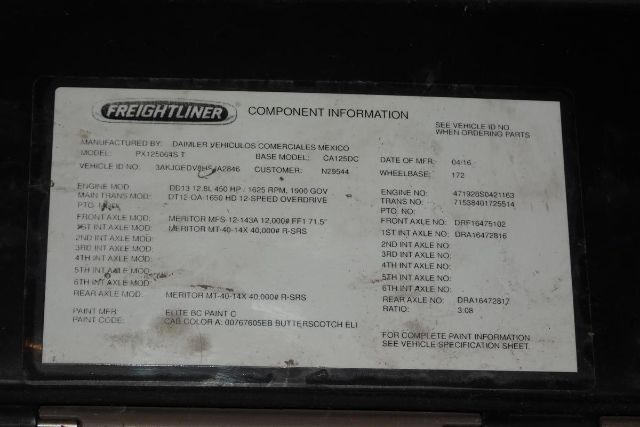 FREIGHTLINER COMPONENT INFORMATION
SEE VEHICLE ID NO.
WHEN ORDERING PARTS
MANUFACTURED BY: DAIMLER VEHICULOS COMERCIALES MEXICO
MODEL: PX125064S T BASE MODEL: CA125DC DATE OF MFR: 04/16
VEHICLE ID NO: CUSTOMER: N29544 WHEELBASE: 172
ENGINE MOD: DD13 12.8L 450 HP 1625 RPM, 1900 GOV ENGINE NO: 471928S0421163
MAIN TRANS MOD: DT12-OA-1650 HD 12-SPEED OVERDRIVE TRANS NO: 71538401725514
PTO MOD: PTO. NO:
FRONT AXLE MOD: MERITOR MFS-12-143A 12,000# FF1 71.5" FRONT AXLE NO: DRF16475102
1ST INT AXLE MOD: MERITOR MT-40-14X 40,000# R-SRS 1ST INT AXLE NO: DRA16472816
2ND INT AXLE MOD: 2ND INT AXLE NO:
3RD INT AXLE MOD: 3RD INT AXLE NO:
4TH INT AXLE MOD: 4TH INT AXLE NO:
5TH INT AXLE MOD: 5TH INT AXLE NO:
6TH INT AXLE MOD: 6TH INT AXLE NO:
REAR AXLE MOD: MERITOR MT-40-14X 40,000# R-SRS REAR AXLE NO: DRA16472817
RATIO: 3.08
PAINT MFR: ELITE BC PAINT C
PAINT CODE: CAB COLOR A: 00767605EB BUTTERSCOTCH ELI
FOR COMPLETE PAINT INFORMATION
SEE VEHICLE SPECIFICATION SHEET.